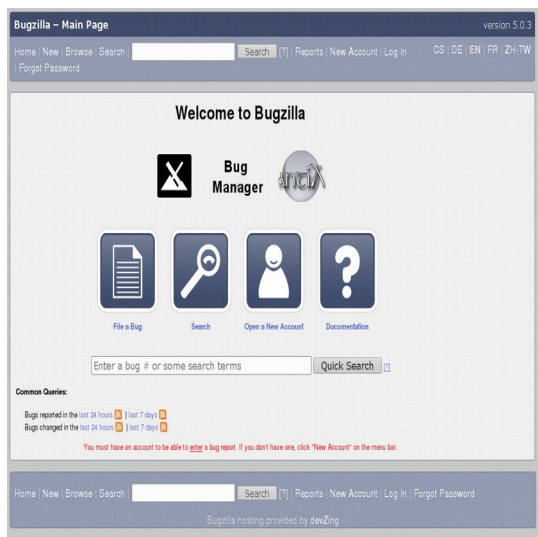 Bugzilla – Main Page
version 5.0.3
Home | New | Browse | Search | Search [?] | Reports | New Account | Log In
| Forgot Password
CS | DE | EN | FR | ZH-TW
Welcome to Bugzilla
Bug
Manager
antiX
File a Bug
Search
Open a New Account
Documentation
Enter a bug # or some search terms
Quick Search [?]
Common Queries:
Bugs reported in the last 24 hours | last 7 days
Bugs changed in the last 24 hours | last 7 days
You must have an account to be able to enter a bug report. If you don't have one, click "New Account" on the menu bar.
Home | New | Browse | Search | Search [?] | Reports | New Account | Log In | Forgot Password
Bugzilla hosting provided by devZing